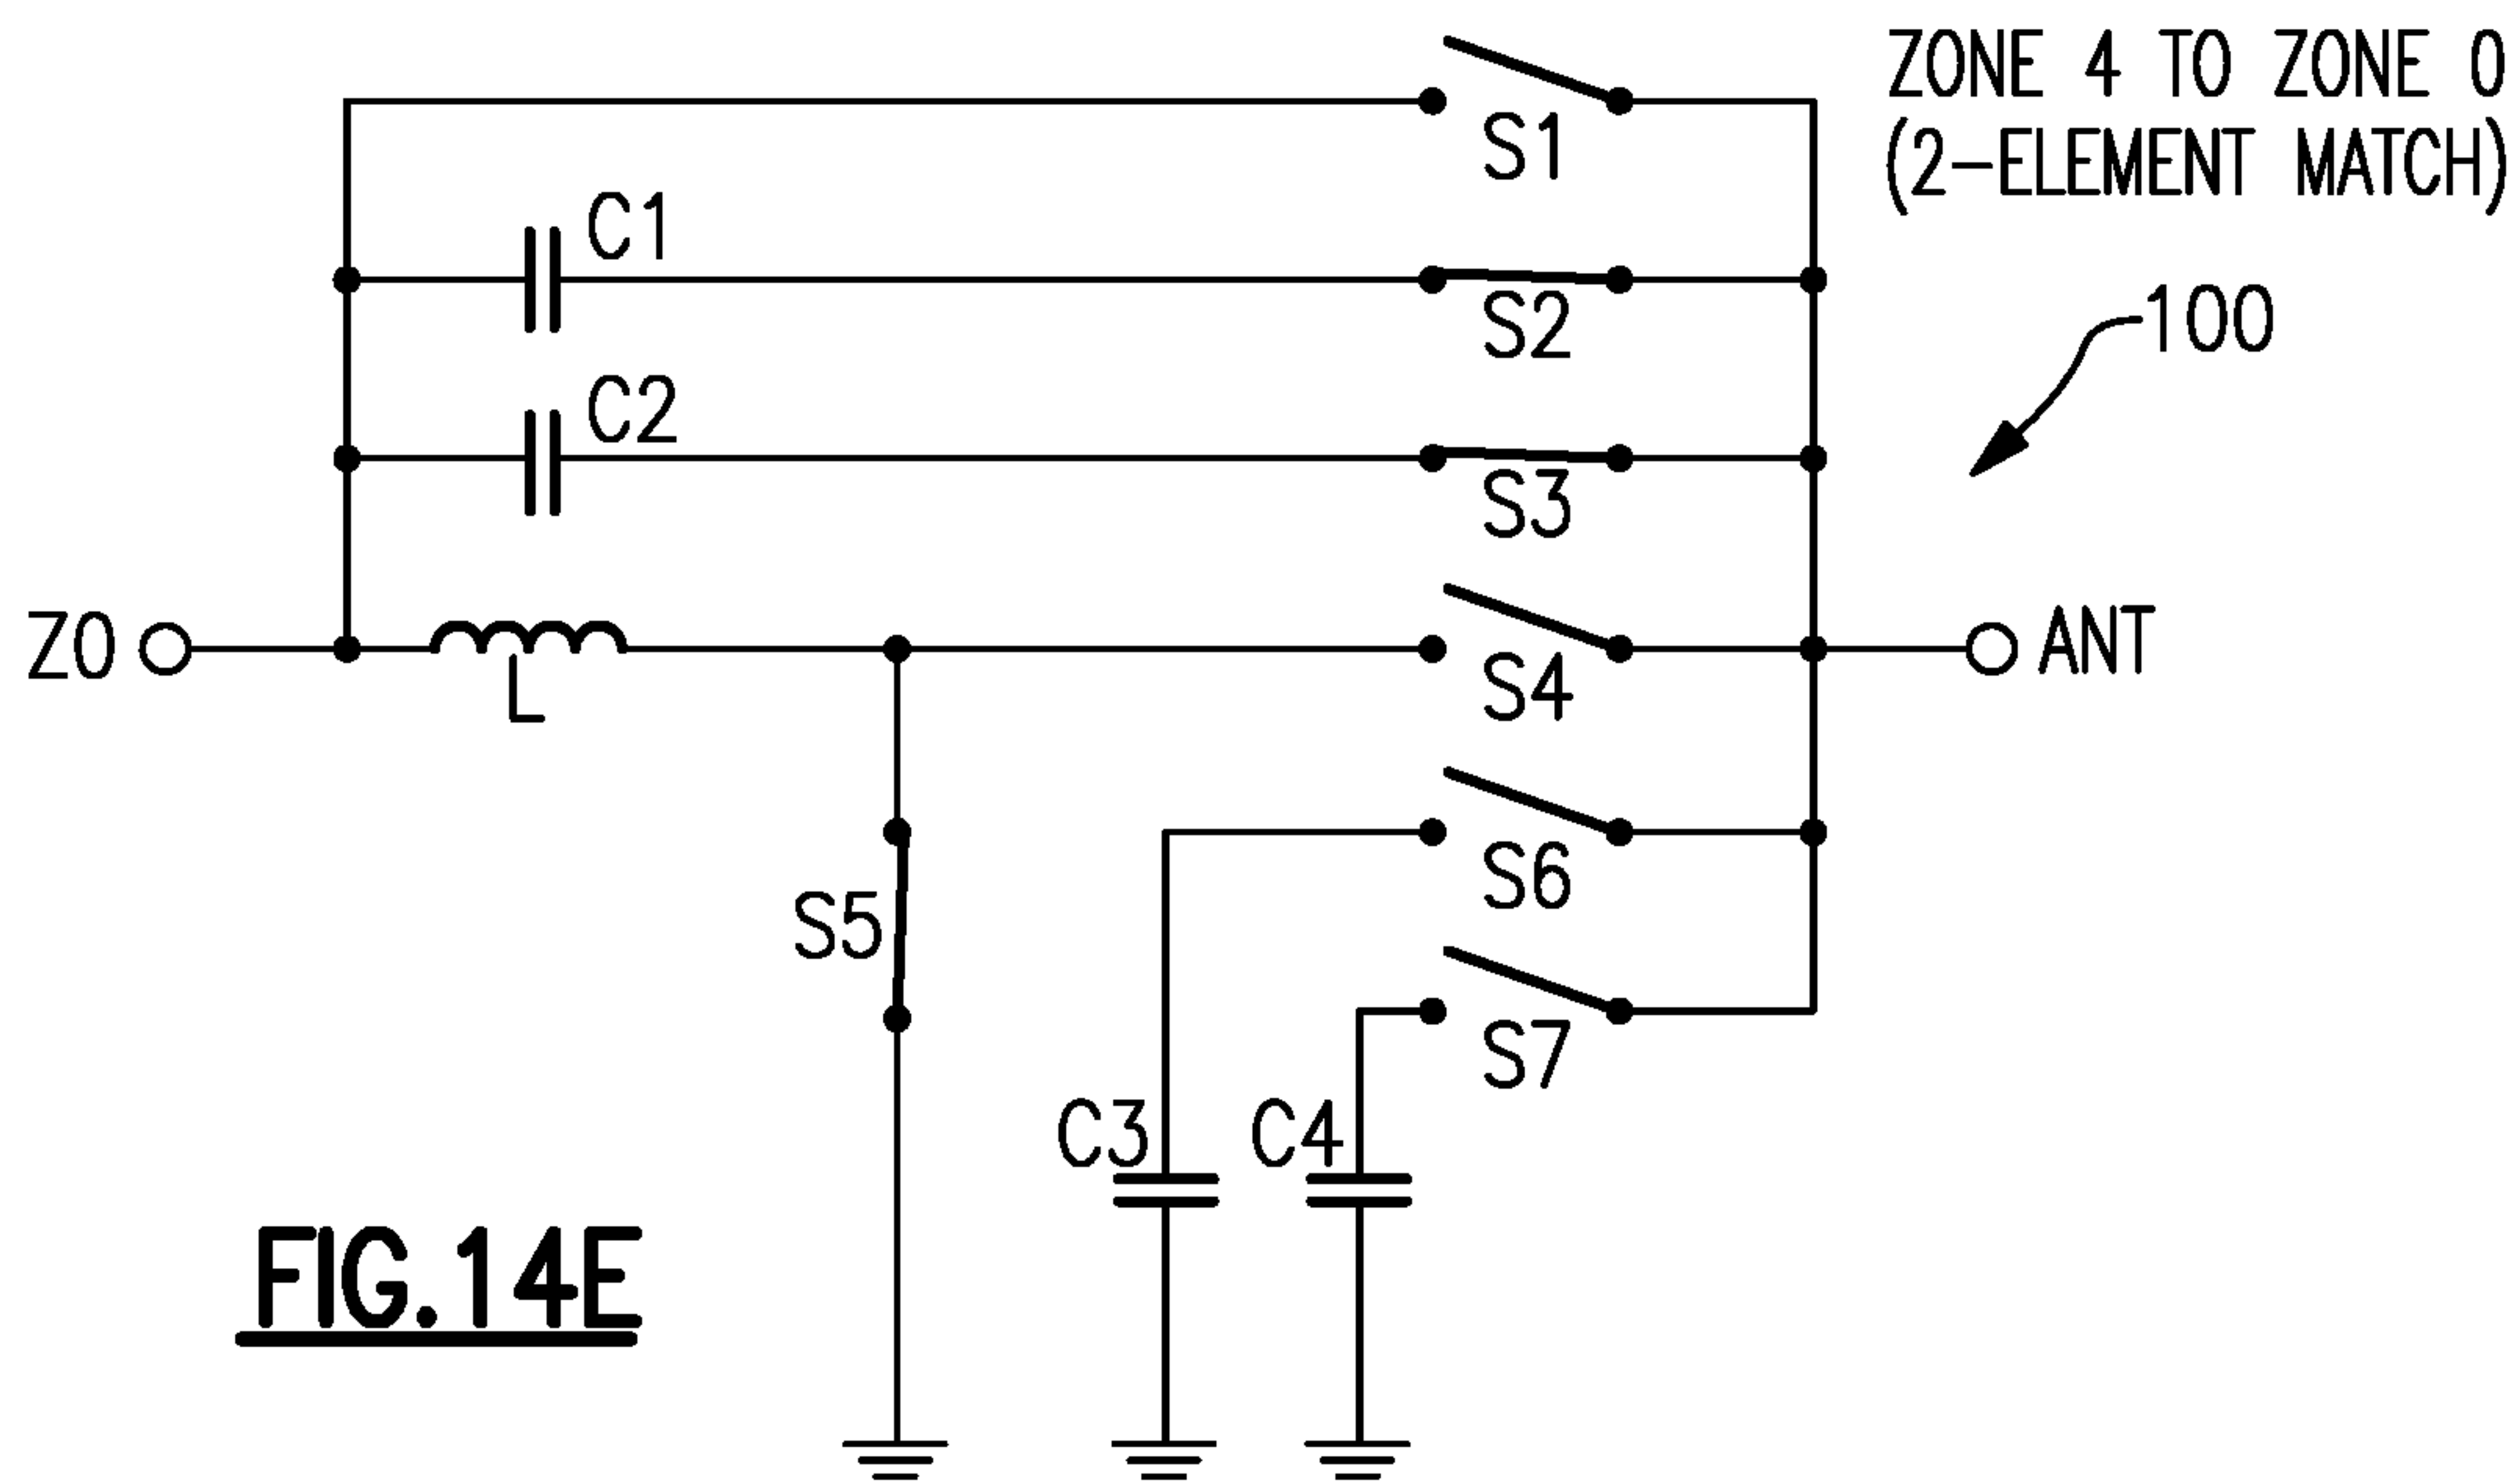 ZONE 4 TO ZONE 0
(2-ELEMENT MATCH)
S1
C1
S2
100
C2
S3
Z0
L
S4
ANT
S6
S5
S7
C3
C4
FIG.14E